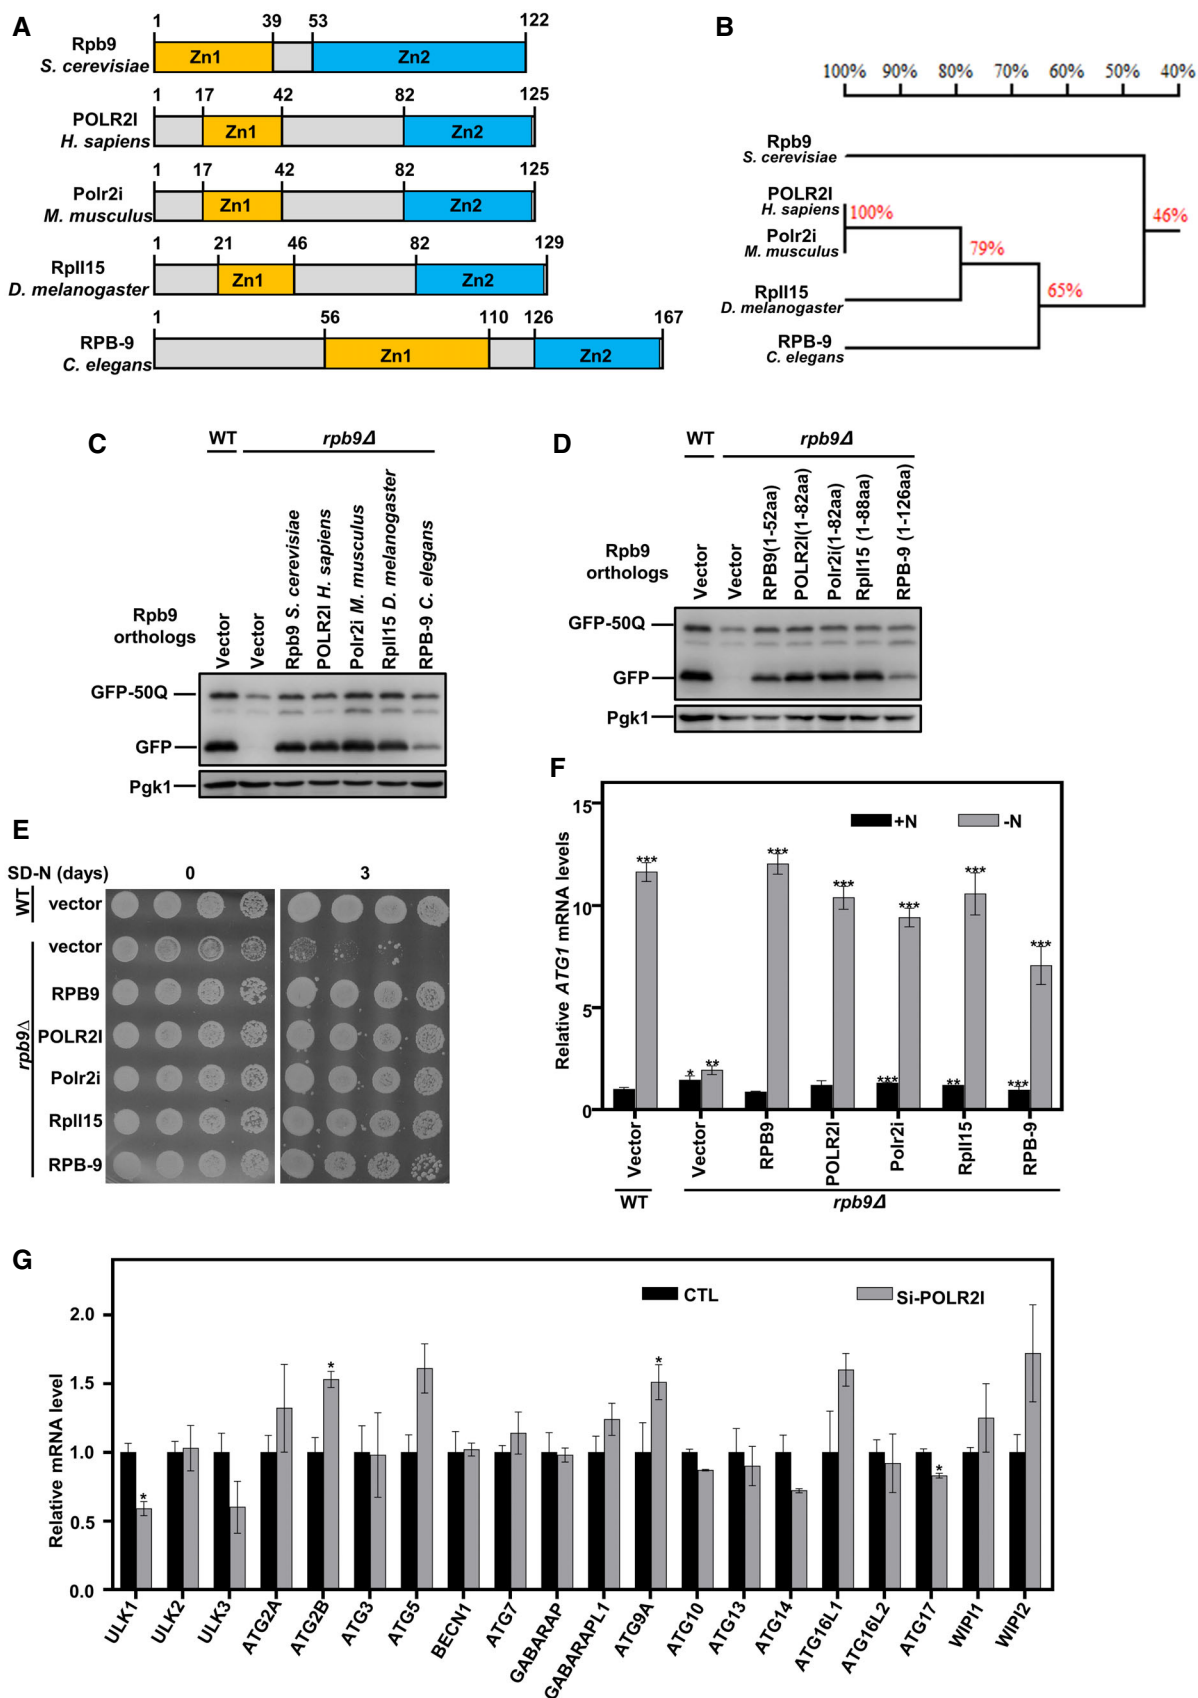 A
1 39 53 122
Rpb9
S. cerevisiae
Zn1 Zn2
1 17 42 82 125
POLR2I
H. sapiens
Zn1 Zn2
1 17 42 82 125
Polr2i
M. musculus
Zn1 Zn2
1 21 46 82 129
RpII15
D. melanogaster
Zn1 Zn2
1 56 110 126 167
RPB-9
C. elegans
Zn1 Zn2
B
100% 90% 80% 70% 60% 50% 40%
Rpb9
S. cerevisiae
POLR2I
H. sapiens
Polr2i
M. musculus
RpII15
D. melanogaster
RPB-9
C. elegans
100%
79%
65%
46%
C
WT rpb9Δ
Rpb9
orthologs
Vector
Vector
Rpb9 S. cerevisiae
POLR2I H. sapiens
Polr2i M. musculus
RpII15 D. melanogaster
RPB-9 C. elegans
GFP-50Q
GFP
Pgk1
D
WT rpb9Δ
Rpb9
orthologs
Vector
Vector
RPB9(1-52aa)
POLR2I(1-82aa)
Polr2i(1-82aa)
RpII15 (1-88aa)
RPB-9 (1-126aa)
GFP-50Q
GFP
Pgk1
E
SD-N (days) 0 3
WT
vector
rpb9Δ
vector
RPB9
POLR2I
Polr2i
RpII15
RPB-9
F
Relative ATG1 mRNA levels
15
10
5
0
+N -N
***
* **
***
***
*** ***
** ***
*** ***
Vector
Vector
RPB9
POLR2I
Polr2i
RpII15
RPB-9
WT rpb9Δ
G
Relative mRNA level
2.0
1.5
1.0
0.5
0.0
CTL Si-POLR2I
* * * *
ULK1
ULK2
ULK3
ATG2A
ATG2B
ATG3
ATG5
BECN1
ATG7
GABARAP
GABARAPL1
ATG9A
ATG10
ATG13
ATG14
ATG16L1
ATG16L2
ATG17
WIPI1
WIPI2